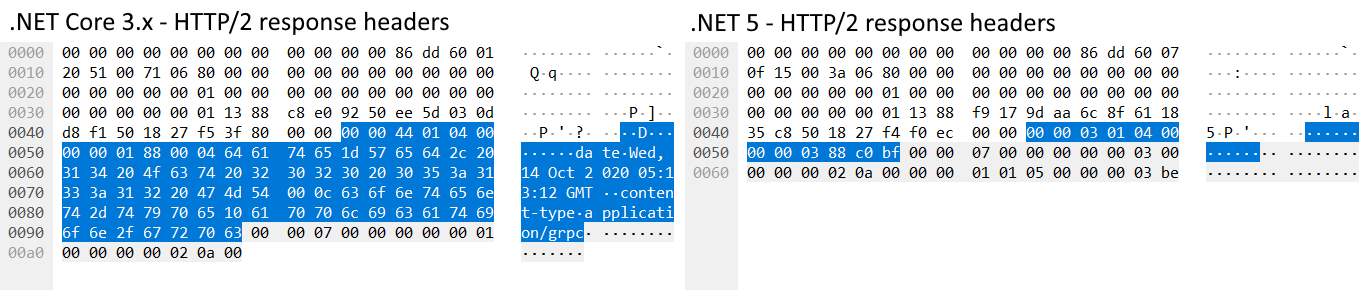 .NET Core 3.x - HTTP/2 response headers
0000 00 00 00 00 00 00 00 00 00 00 00 00 86 dd 60 01 ········ ······`·
0010 20 51 00 71 06 80 00 00 00 00 00 00 00 00 00 00 Q·q···· ········
0020 00 00 00 00 00 01 00 00 00 00 00 00 00 00 00 00 ········ ········
0030 00 00 00 00 00 01 13 88 c8 e0 92 50 ee 5d 03 0d ········ ···P·]··
0040 d8 f1 50 18 27 f5 3f 80 00 00 00 00 44 01 04 00 ··P·'·?· ····D···
0050 00 00 01 88 00 04 64 61 74 65 1d 57 65 64 2c 20 ······da te·Wed,
0060 31 34 20 4f 63 74 20 32 30 32 30 20 30 35 3a 31 14 Oct 2 020 05:1
0070 33 3a 31 32 20 47 4d 54 00 0c 63 6f 6e 74 65 6e 3:12 GMT ··conten
0080 74 2d 74 79 70 65 10 61 70 70 6c 69 63 61 74 69 t-type·a pplicati
0090 6f 6e 2f 67 72 70 63 00 00 00 07 00 00 00 00 00 01 on/grpc· ········
00a0 00 00 00 00 02 0a 00 ·······
.NET 5 - HTTP/2 response headers
0000 00 00 00 00 00 00 00 00 00 00 00 00 86 dd 60 07 ········ ······`·
0010 0f 15 00 3a 06 80 00 00 00 00 00 00 00 00 00 00 ···:···· ········
0020 00 00 00 00 00 01 00 00 00 00 00 00 00 00 00 00 ········ ········
0030 00 00 00 00 00 01 13 88 f9 17 9d aa 6c 8f 61 18 ········ ····l·a·
0040 35 c8 50 18 27 f4 f0 ec 00 00 00 00 03 01 04 00 5·P·'··· ········
0050 00 00 03 88 c0 bf 00 00 07 00 00 00 00 00 03 00 ········ ········
0060 00 00 00 02 0a 00 00 00 01 01 05 00 00 00 03 be ········ ········